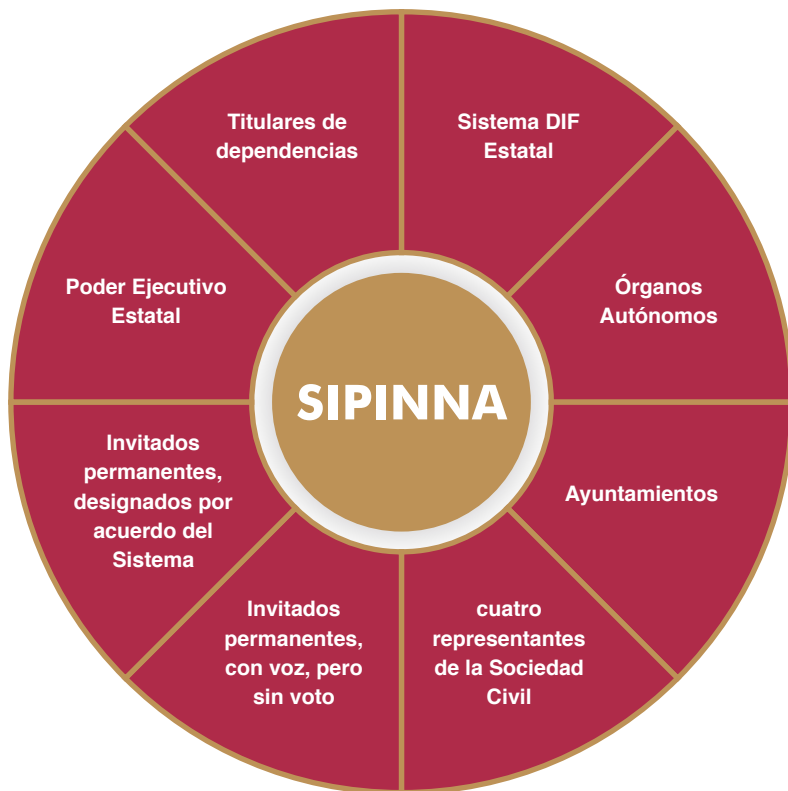 Titulares de
dependencias
Sistema DIF
Estatal
Poder Ejecutivo
Estatal
Órganos
Autónomos
SIPINNA
Invitados
permanentes,
designados por
acuerdo del
Sistema
Ayuntamientos
Invitados
permanentes,
con voz, pero
sin voto
cuatro
representantes
de la Sociedad
Civil